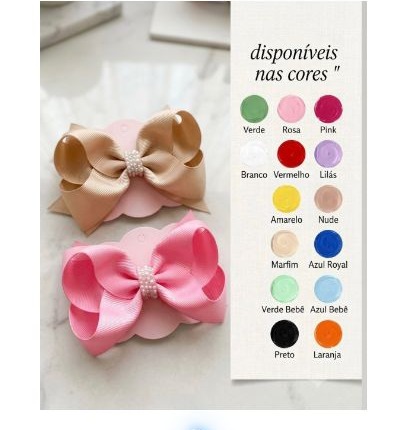 disponíveis
nas cores "
Verde Rosa Pink
Branco Vermelho Lilás
Amarelo Nude
Marfim Azul Royal
Verde Bebê Azul Bebê
Preto Laranja